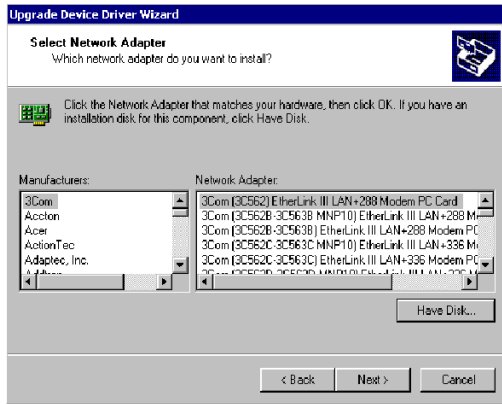 Upgrade Device Driver Wizard
Select Network Adapter
Which network adapter do you want to install?
Click the Network Adapter that matches your hardware, then click OK. If you have an
installation disk for this component, click Have Disk.
Manufacturers:
3Com
Accton
Acer
ActionTec
Adaptec, Inc.
Network Adapter:
3Com (3C562) EtherLink III LAN+288 Modem PC Card
3Com (3C562B-3C563B MNP10) EtherLink III LAN+288 M
3Com (3C562B-3C563B) EtherLink III LAN+288 Modem PC
3Com (3C562C-3C563C MNP10) EtherLink III LAN+336 M
3Com (3C562C-3C563C) EtherLink III LAN+336 Modem PC
Have Disk...
< Back
Next >
Cancel